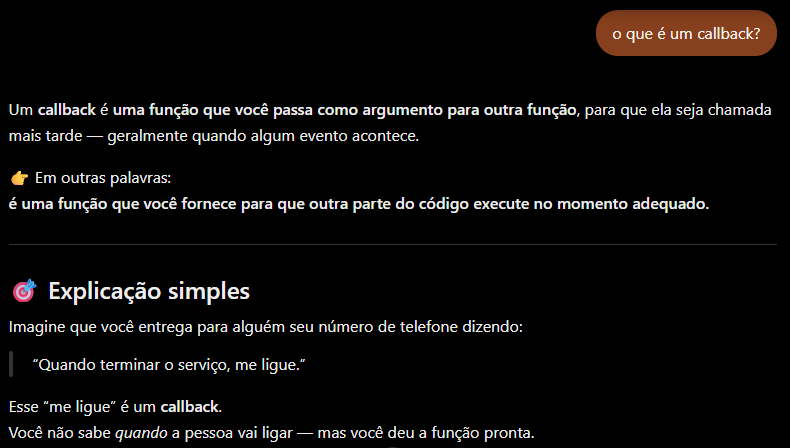 o que é um callback?
Um callback é uma função que você passa como argumento para outra função, para que ela seja chamada
mais tarde — geralmente quando algum evento acontece.
👉 Em outras palavras:
é uma função que você fornece para que outra parte do código execute no momento adequado.
🎯 Explicação simples
Imagine que você entrega para alguém seu número de telefone dizendo:
“Quando terminar o serviço, me ligue.”
Esse “me ligue” é um callback.
Você não sabe quando a pessoa vai ligar — mas você deu a função pronta.